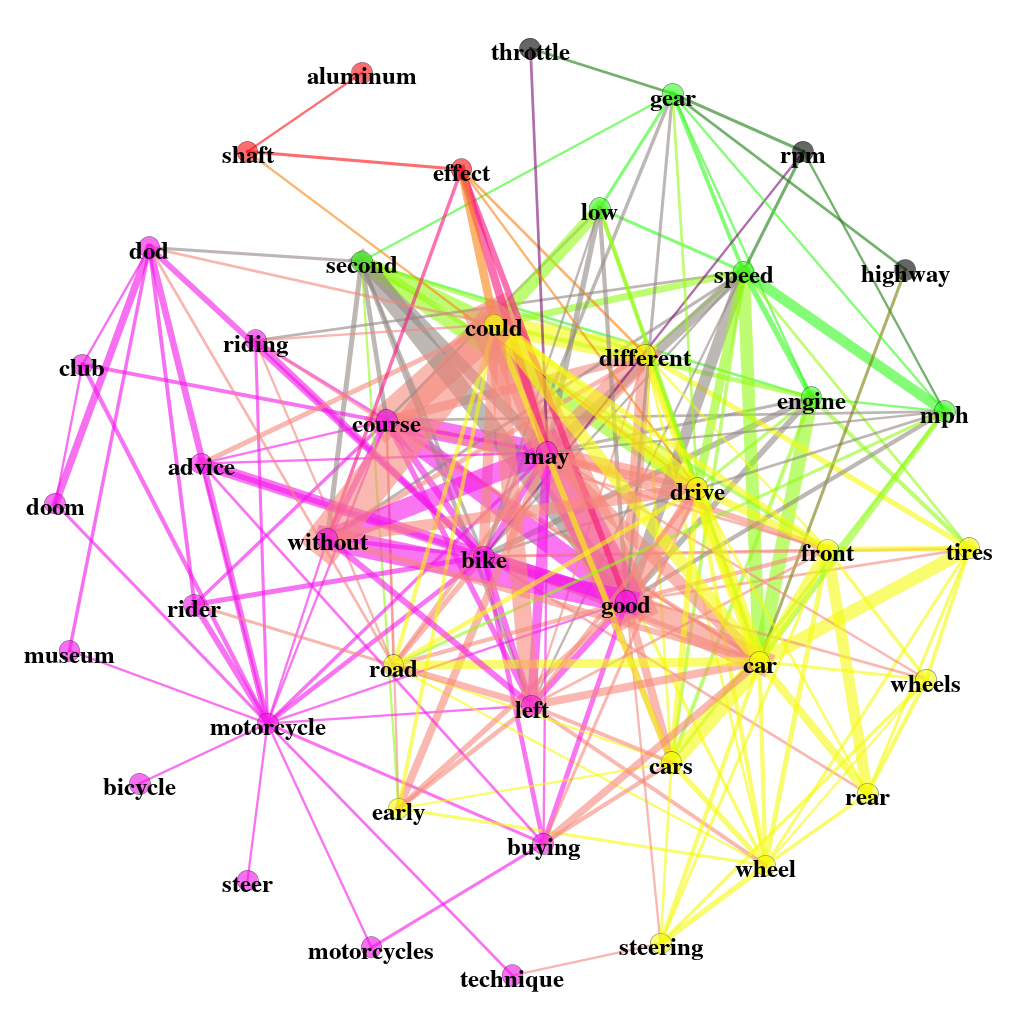 throttle
aluminum
gear
shaft
rpm
effect
low
dod
second
speed
highway
could
riding
different
club
engine
mph
course
may
advice
drive
doom
without
front
tires
bike
good
rider
museum
road
car
wheels
left
motorcycle
cars
bicycle
rear
early
buying
wheel
steer
steering
motorcycles
technique